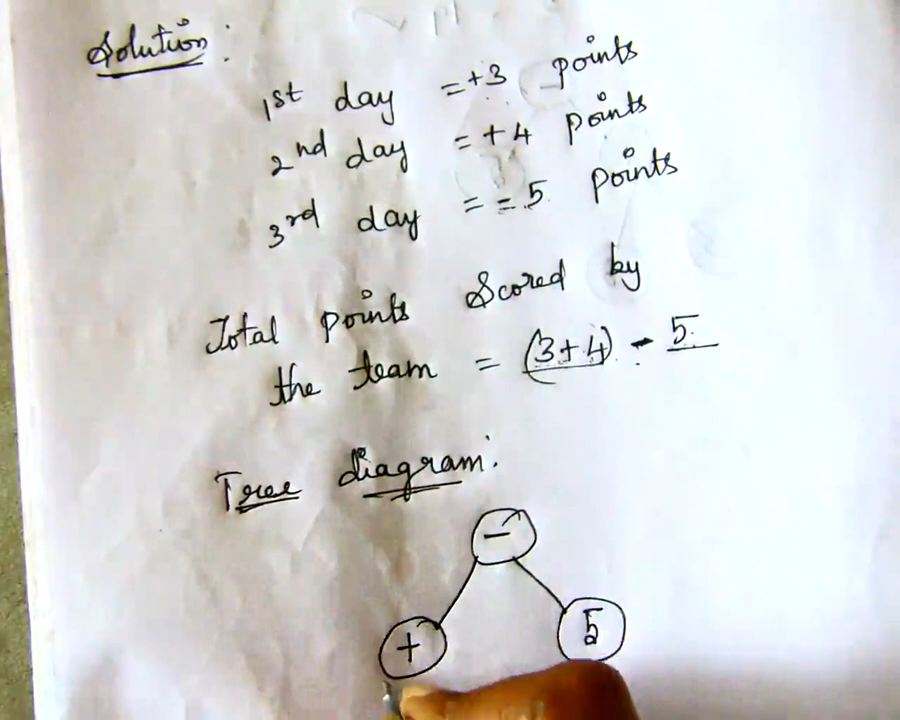 Solution:
1st day = +3 points
2nd day = + 4 points
3rd day = - 5 points
Total points Scored by
the team = (3+4) - 5
Tree diagram:
-
+ 5